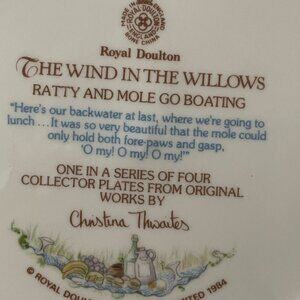 MADE IN ENGLAND
ROYAL DOULTON
ENGLAND
BONE CHINA
Royal Doulton
THE WIND IN THE WILLOWS
RATTY AND MOLE GO BOATING
"Here's our backwater at last, where we're going to
lunch... It was so very beautiful that the mole could
only hold both fore-paws and gasp,
'O my! O my! O my!'"
ONE IN A SERIES OF FOUR
COLLECTOR PLATES FROM ORIGINAL
WORKS BY
Christina Thwaites
© ROYAL DOU 1984